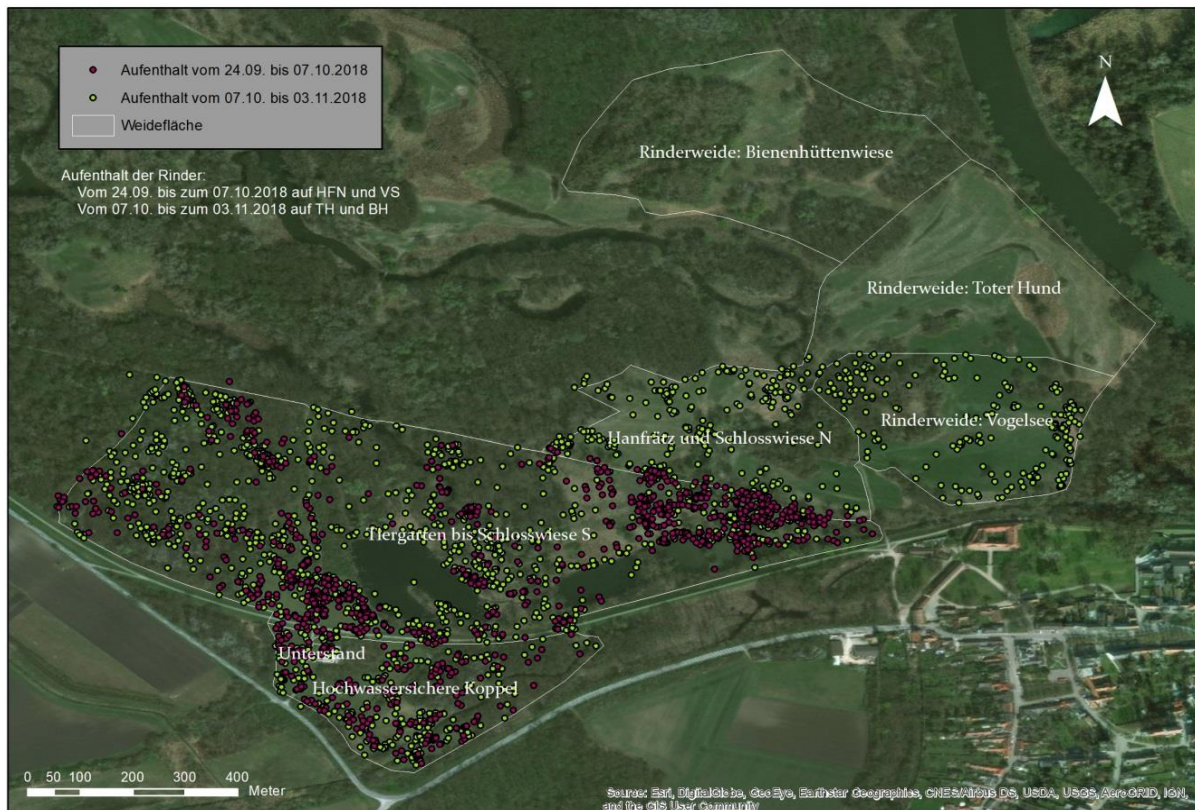 Aufenthalt vom 24.09. bis 07.10.2018
Aufenthalt vom 07.10. bis 03.11.2018
Weidefläche
Aufenthalt der Rinder:
Vom 24.09. bis zum 07.10.2018 auf HFN und VS
Vom 07.10. bis zum 03.11.2018 auf TH und BH
N
Rinderweide: Bienenhüttenwiese
Rinderweide: Toter Hund
Rinderweide: Vogelsee
Hanfrätz und Schlosswiese N
Tiergarten bis Schlosswiese S
Unterstand
Hochwassersichere Koppel
0 50 100 200 300 400
Meter
Source: Esri, DigitalGlobe, GeoEye, Earthstar Geographics, CNES/Airbus DS, USDA, USGS, AeroGRID, IGN,
and the GIS User Community